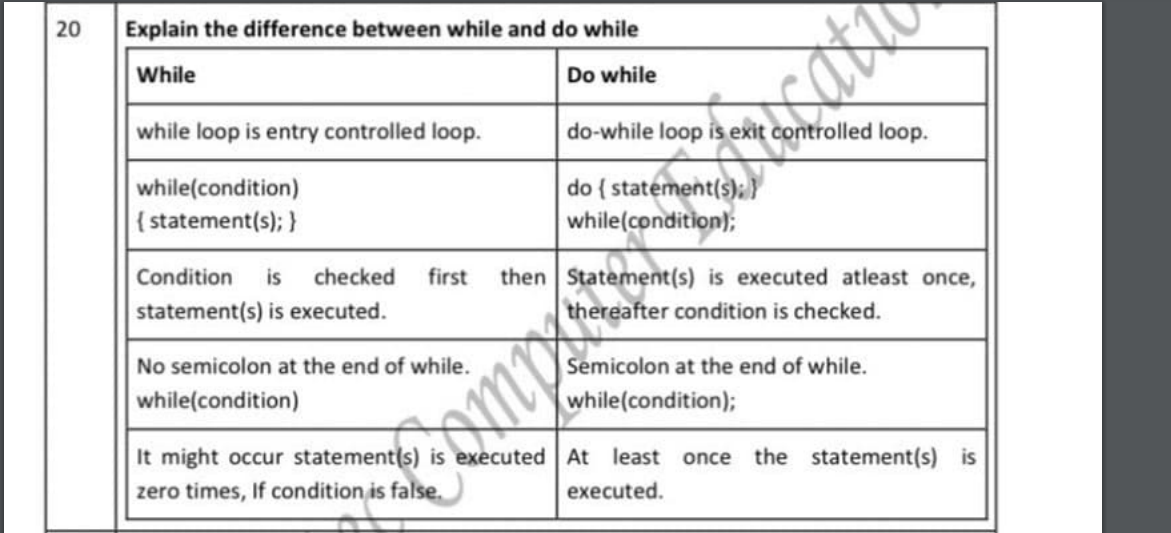 20 Explain the difference between while and do while
While Do while
while loop is entry controlled loop. do-while loop is exit controlled loop.
while(condition) do { statement(s); }
{ statement(s); } while(condition);
Condition is checked first then Statement(s) is executed atleast once,
statement(s) is executed. thereafter condition is checked.
No semicolon at the end of while. Semicolon at the end of while.
while(condition) while(condition);
It might occur statement(s) is executed At least once the statement(s) is
zero times, If condition is false. executed.
Computer Education